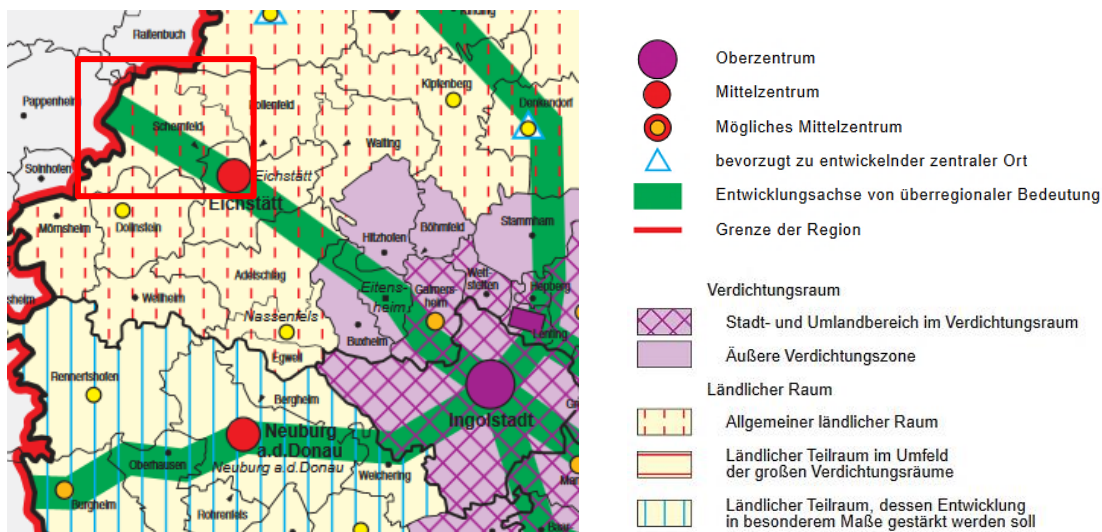 Raitenbuch
Pappenheim
Kipfenberg
Denkendorf
Schernfeld
Walting
Solnhofen
Eichstätt
Eichstätt
Mörnsheim
Dollnstein
Stammham
Böhmfeld
Hitzhofen
Adelschlag
Wett-
stetten
Eitens-
heim
Gaimers-
heim
Hepberg
Wellheim
sheim
Nassenfels
Lenting
Buxheim
Egweil
Rennertshofen
Bergheim
Ingolstadt
Neuburg
a.d.Donau
Oberhausen
Neuburg a.d.Donau
Weichering
Burgheim
Rohrenfels
Oberzentrum
Mittelzentrum
Mögliches Mittelzentrum
bevorzugt zu entwickelnder zentraler Ort
Entwicklungsachse von überregionaler Bedeutung
Grenze der Region
Verdichtungsraum
Stadt- und Umlandbereich im Verdichtungsraum
Äußere Verdichtungszone
Ländlicher Raum
Allgemeiner ländlicher Raum
Ländlicher Teilraum im Umfeld
der großen Verdichtungsräume
Ländlicher Teilraum, dessen Entwicklung
in besonderem Maße gestärkt werden soll